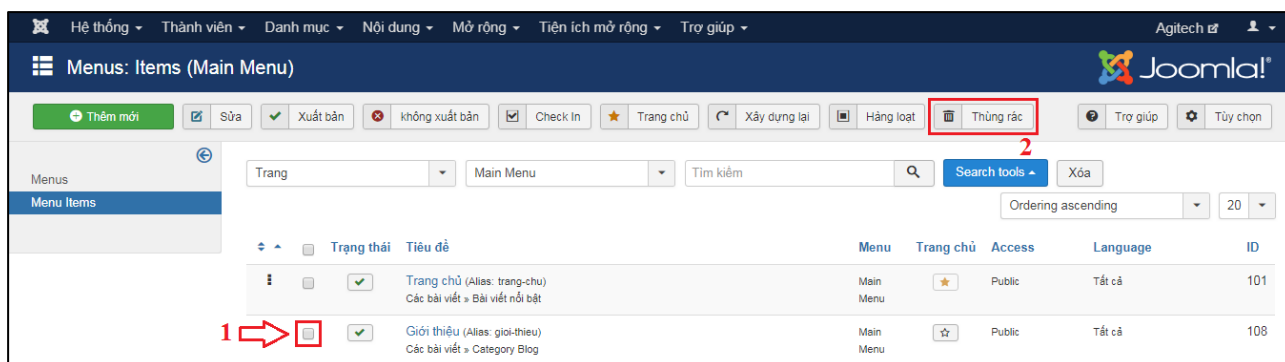 Hệ thống Thành viên Danh mục Nội dung Mở rộng Tiện ích mở rộng Trợ giúp Agitech
Menus: Items (Main Menu) Joomla!®
Thêm mới Sửa Xuất bản không xuất bản Check In Trang chủ Xây dựng lại Hàng loạt Thùng rác Trợ giúp Tùy chọn
2
Menus
Menu Items
Trang Main Menu Tìm kiếm Search tools Xóa
Ordering ascending 20
Trạng thái Tiêu đề Menu Trang chủ Access Language ID
Trang chủ (Alias: trang-chu) Main Public Tất cả 101
Các bài viết » Bài viết nổi bật Menu
1 Giới thiệu (Alias: gioi-thieu) Main Public Tất cả 108
Các bài viết » Category Blog Menu